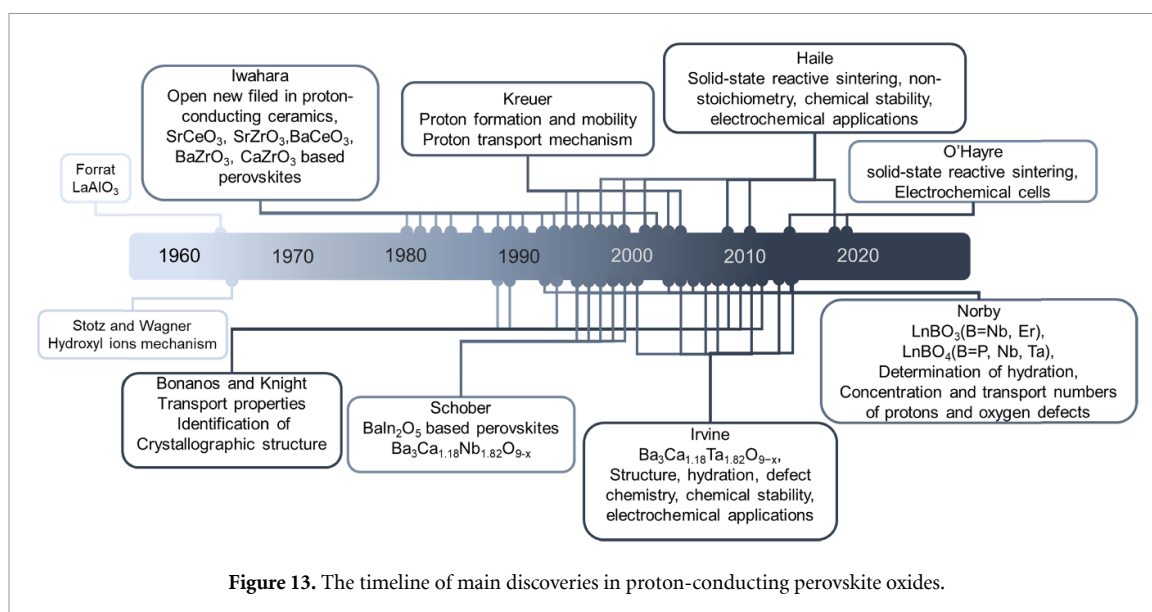 Iwahara
Open new filed in proton-
conducting ceramics,
SrCeO₃, SrZrO₃,BaCeO₃,
BaZrO₃, CaZrO₃ based
perovskites
Kreuer
Proton formation and mobility
Proton transport mechanism
Haile
Solid-state reactive sintering, non-
stoichiometry, chemical stability,
electrochemical applications
O'Hayre
solid-state reactive sintering,
Electrochemical cells
Forrat
LaAlO₃
1960 1970 1980 1990 2000 2010 2020
Stotz and Wagner
Hydroxyl ions mechanism
Bonanos and Knight
Transport properties
Identification of
Crystallographic structure
Schober
BaIn₂O₅ based perovskites
Ba₃Ca₁.₁₈Nb₁.₈₂O₉₋ₓ
Irvine
Ba₃Ca₁.₁₈Ta₁.₈₂O₉₋ₓ,
Structure, hydration, defect
chemistry, chemical stability,
electrochemical applications
Norby
LnBO₃(B=Nb, Er),
LnBO₄(B=P, Nb, Ta),
Determination of hydration,
Concentration and transport numbers
of protons and oxygen defects
Figure 13. The timeline of main discoveries in proton-conducting perovskite oxides.